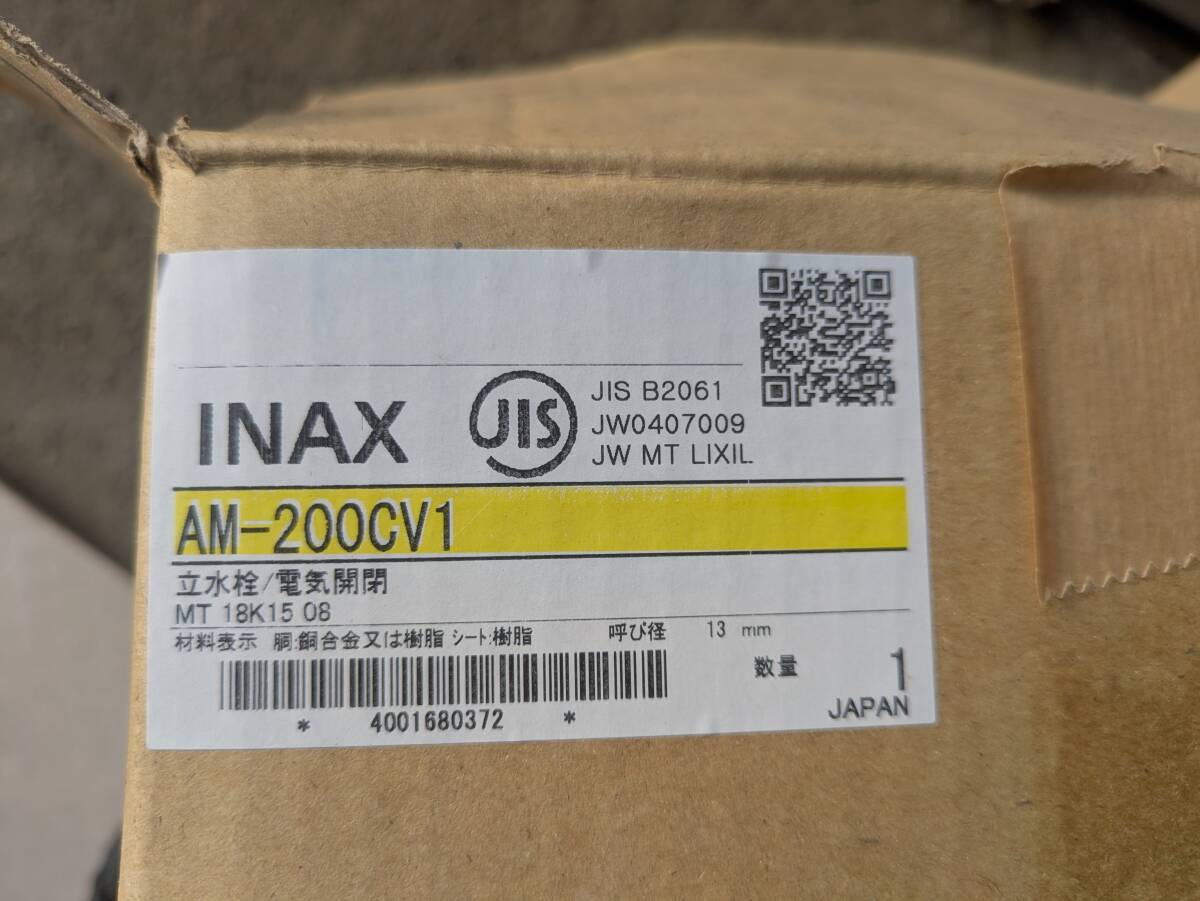 INAX
JIS
JIS B2061
JW0407009
JW MT LIXIL
AM-200CV1
立水栓/電気開閉
MT 18K15 08
材料表示 胴:銅合金又は樹脂 シート:樹脂 呼び径 13 mm
数量 1
* 4001680372 *
JAPAN